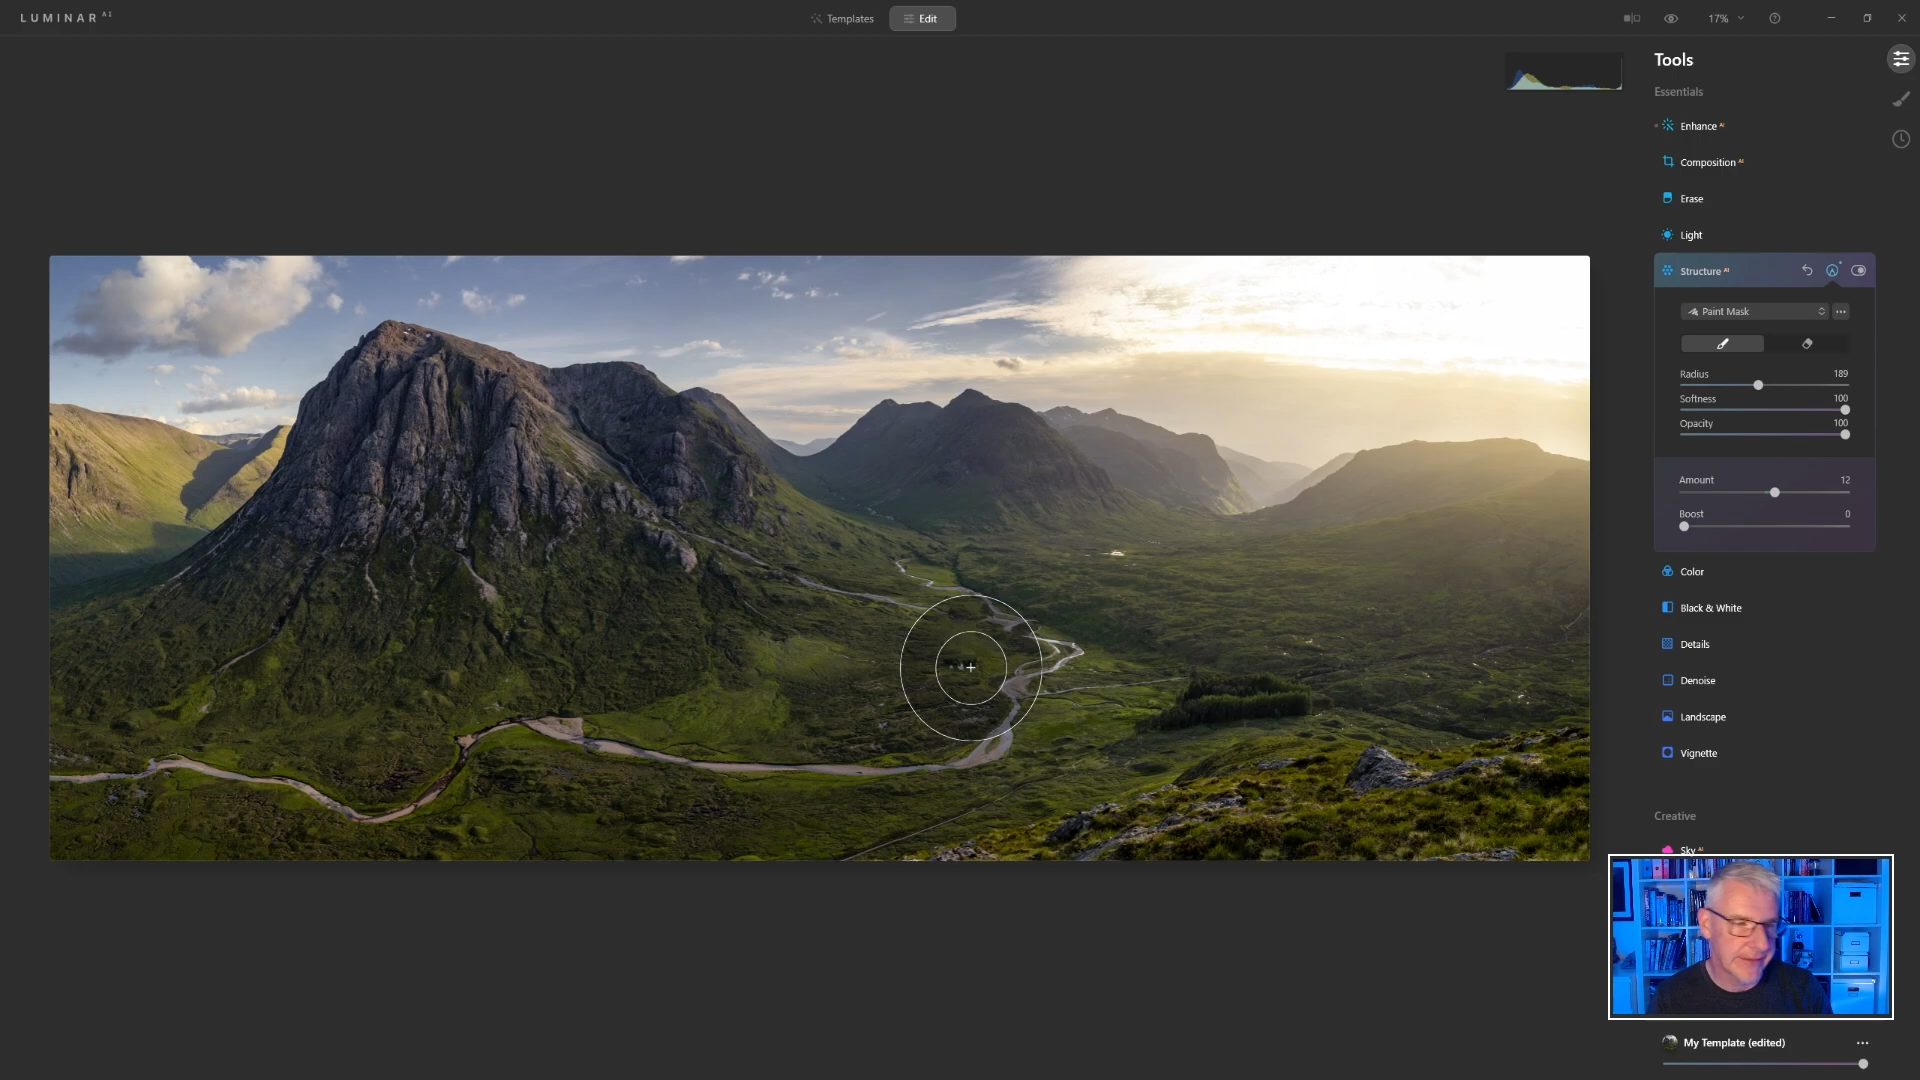 LUMINAR AI
Templates
Edit
17%
Tools
Essentials
Enhance AI
Composition AI
Erase
Light
Structure AI
Paint Mask
Radius 189
Softness 100
Opacity 100
Amount 12
Boost 0
Color
Black & White
Details
Denoise
Landscape
Vignette
Creative
Sky AI
My Template (edited)